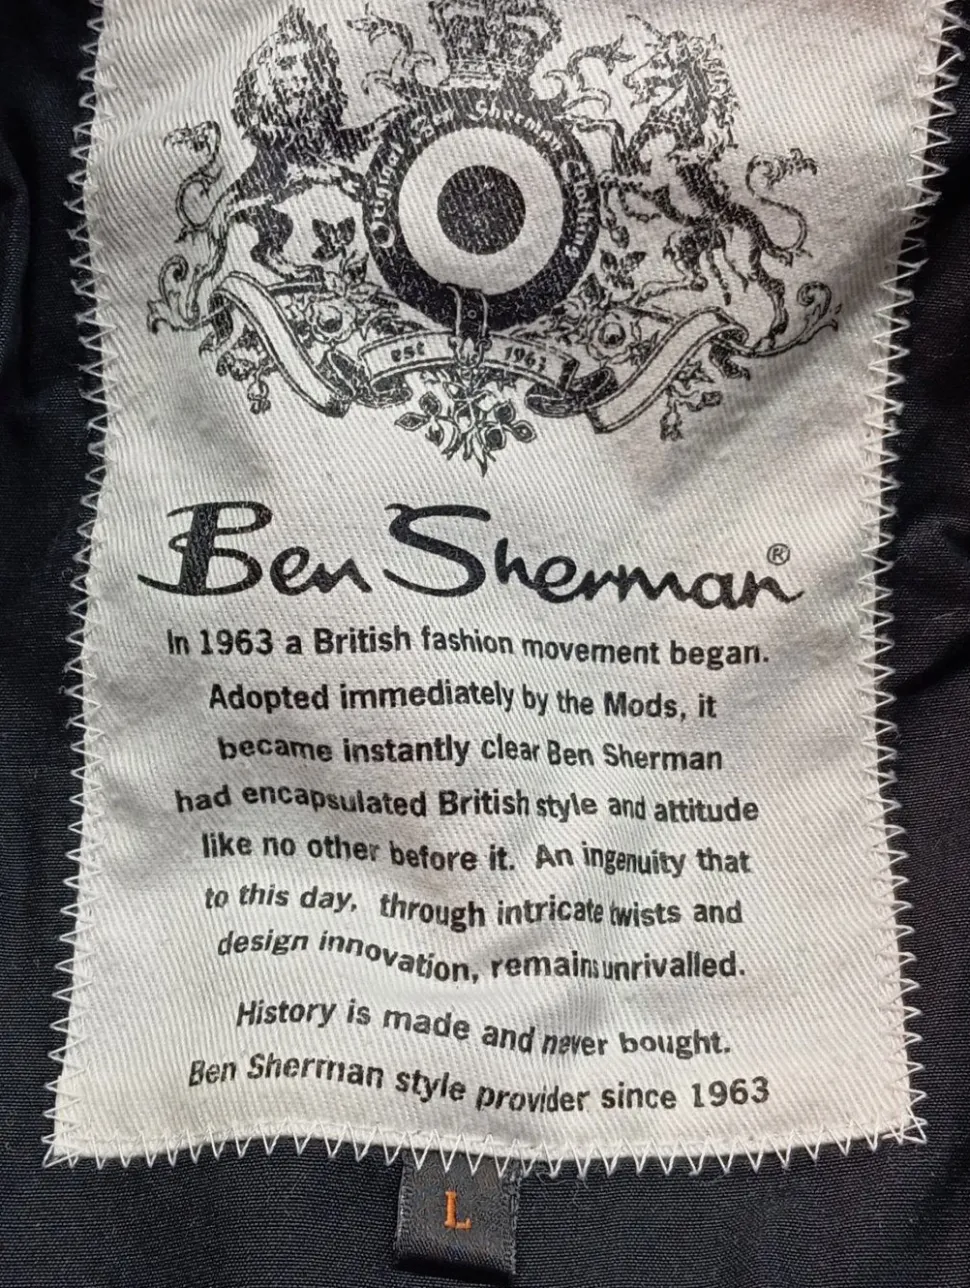 Original Ben Sherman Clothing
est 1963
Ben Sherman®
In 1963 a British fashion movement began.
Adopted immediately by the Mods, it
became instantly clear Ben Sherman
had encapsulated British style and attitude
like no other before it. An ingenuity that
to this day, through intricate twists and
design innovation, remains unrivalled.
History is made and never bought.
Ben Sherman style provider since 1963
L